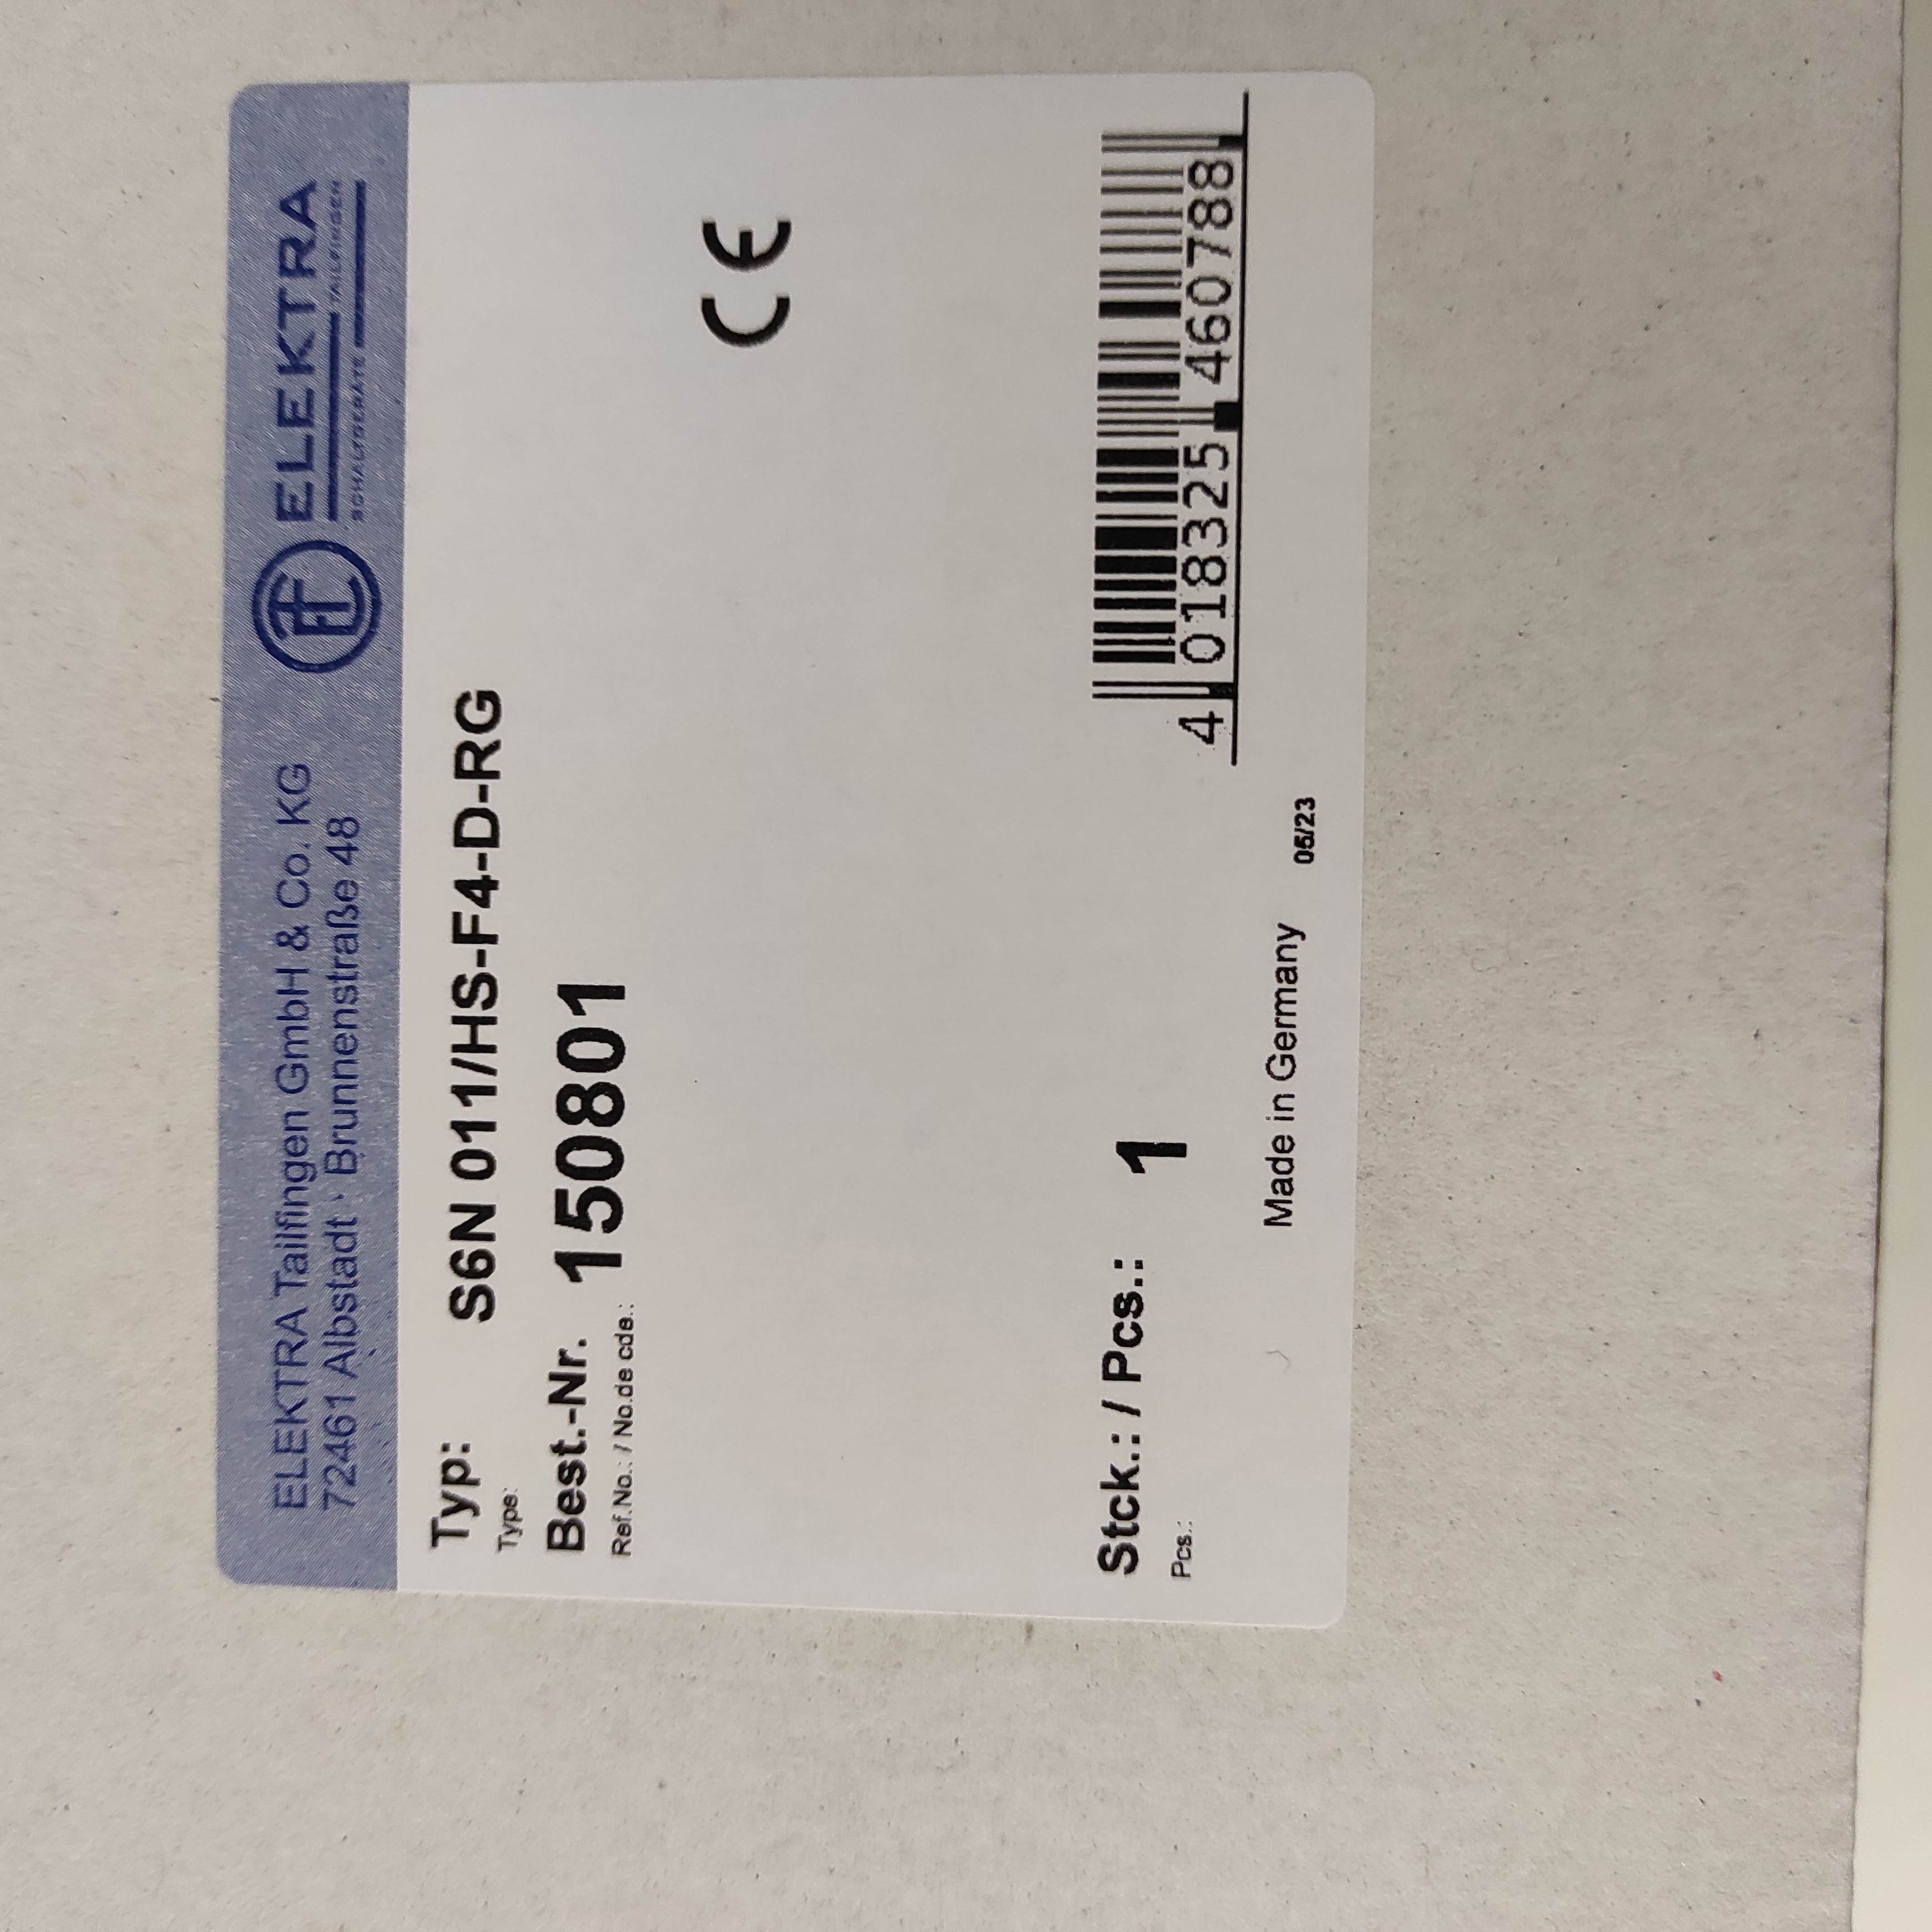 ELEKTRA Tailfingen GmbH & Co. KG
72461 Albstadt · Brunnenstraße 48
ELEKTRA
TAILFINGEN
SCHALTGERÄTE
Typ: S6N 011/HS-F4-D-RG
Type:
Best.-Nr. 150801
Ref.No.: / No.de cde.:
CE
Stck.: / Pcs.: 1
Pcs.:
4 018325 460788
Made in Germany 05/23